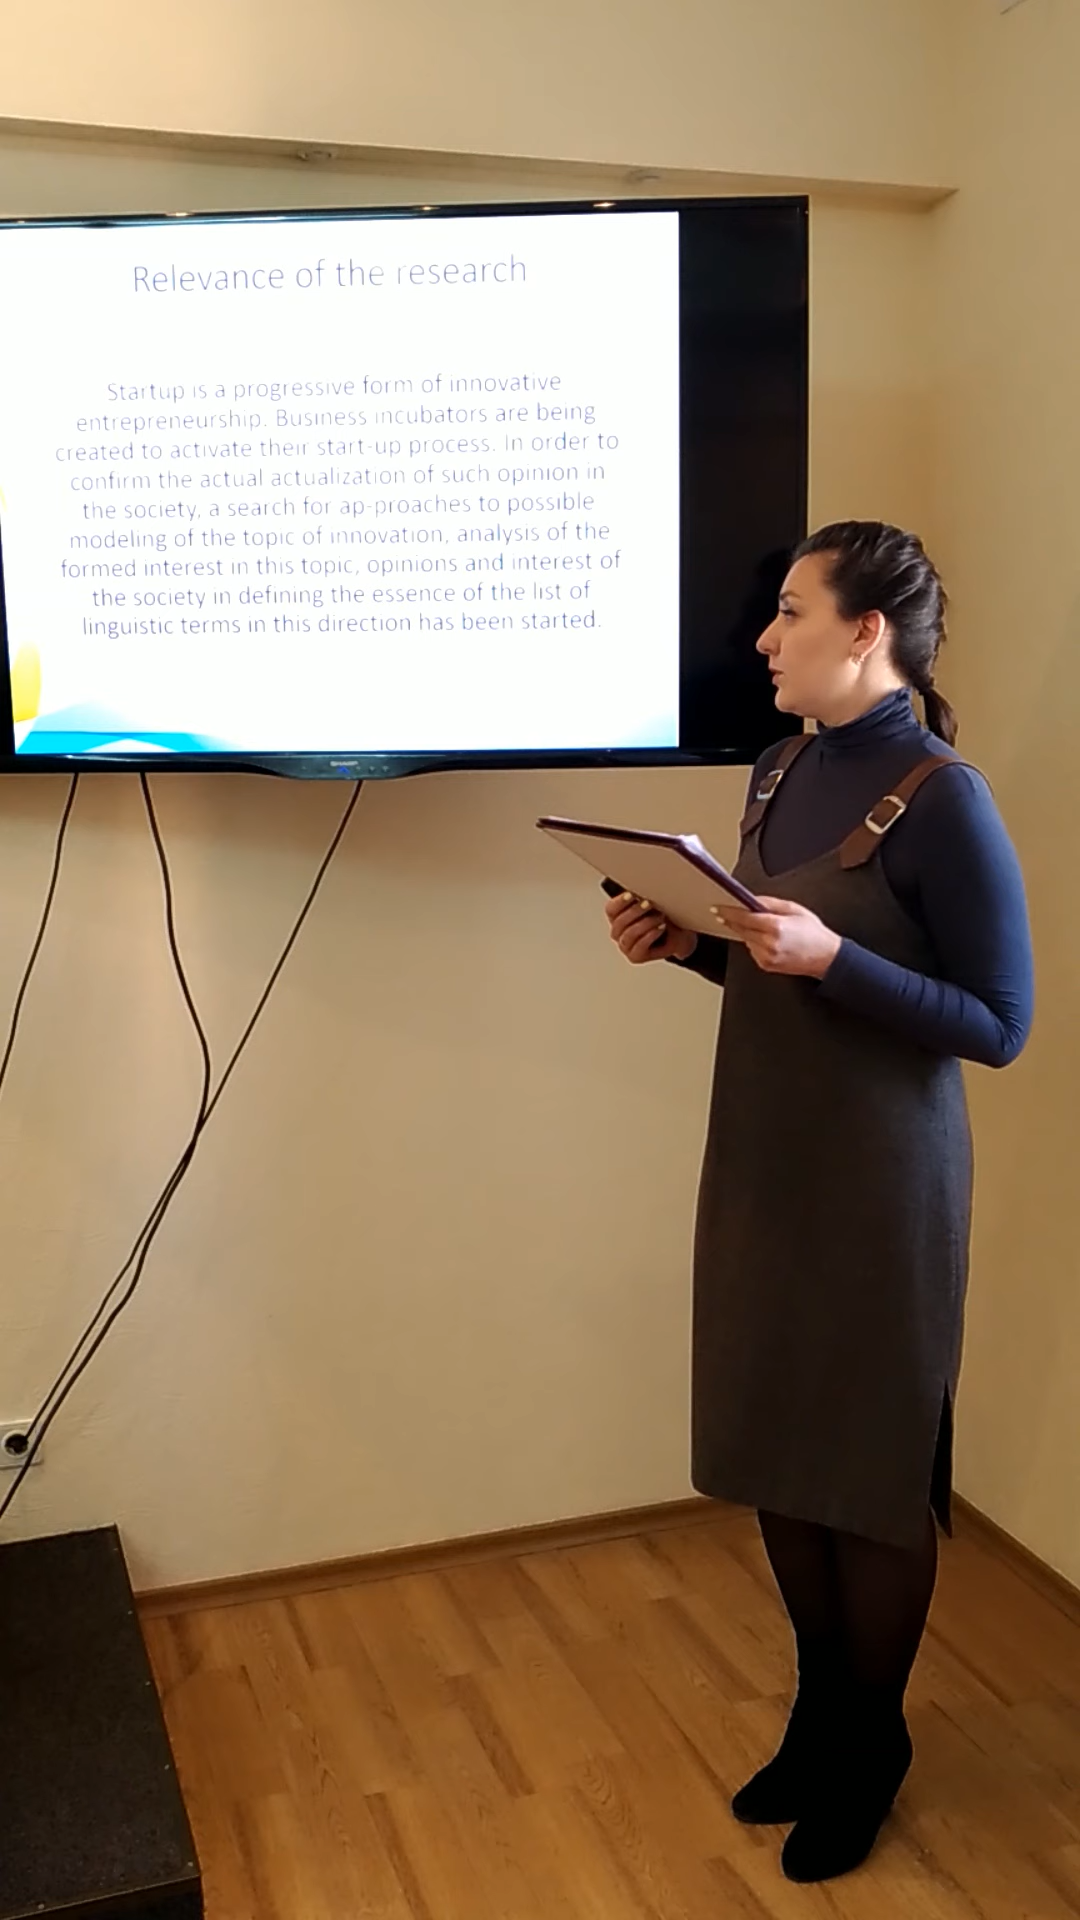 Relevance of the research
Startup is a progressive form of innovative
entrepreneurship. Business incubators are being
created to activate their start-up process. In order to
confirm the actual actualization of such opinion in
the society, a search for ap-proaches to possible
modeling of the topic of innovation, analysis of the
formed interest in this topic, opinions and interest of
the society in defining the essence of the list of
linguistic terms in this direction has been started.
SHARP